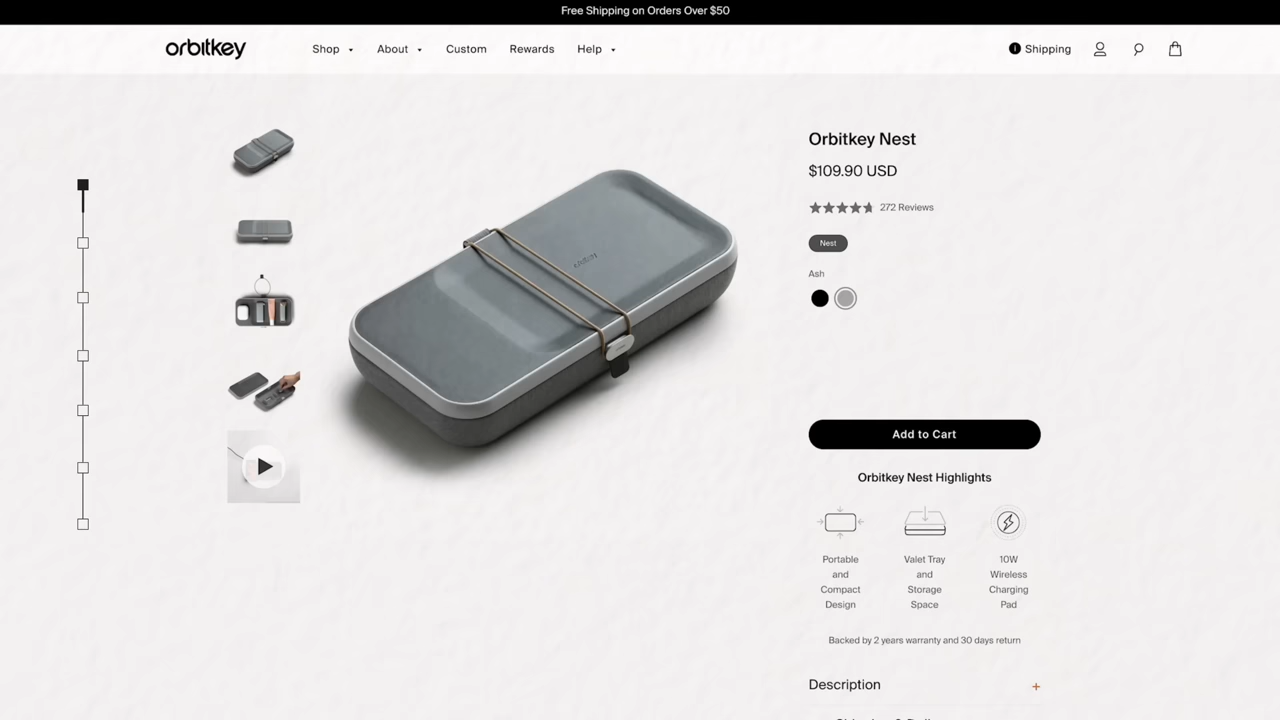 Free Shipping on Orders Over $50
orbitkey
Shop
About
Custom
Rewards
Help
Shipping
Orbitkey Nest
$109.90 USD
272 Reviews
Nest
Ash
Add to Cart
Orbitkey Nest Highlights
Portable
and
Compact
Design
Valet Tray
and
Storage
Space
10W
Wireless
Charging
Pad
Backed by 2 years warranty and 30 days return
Description
+